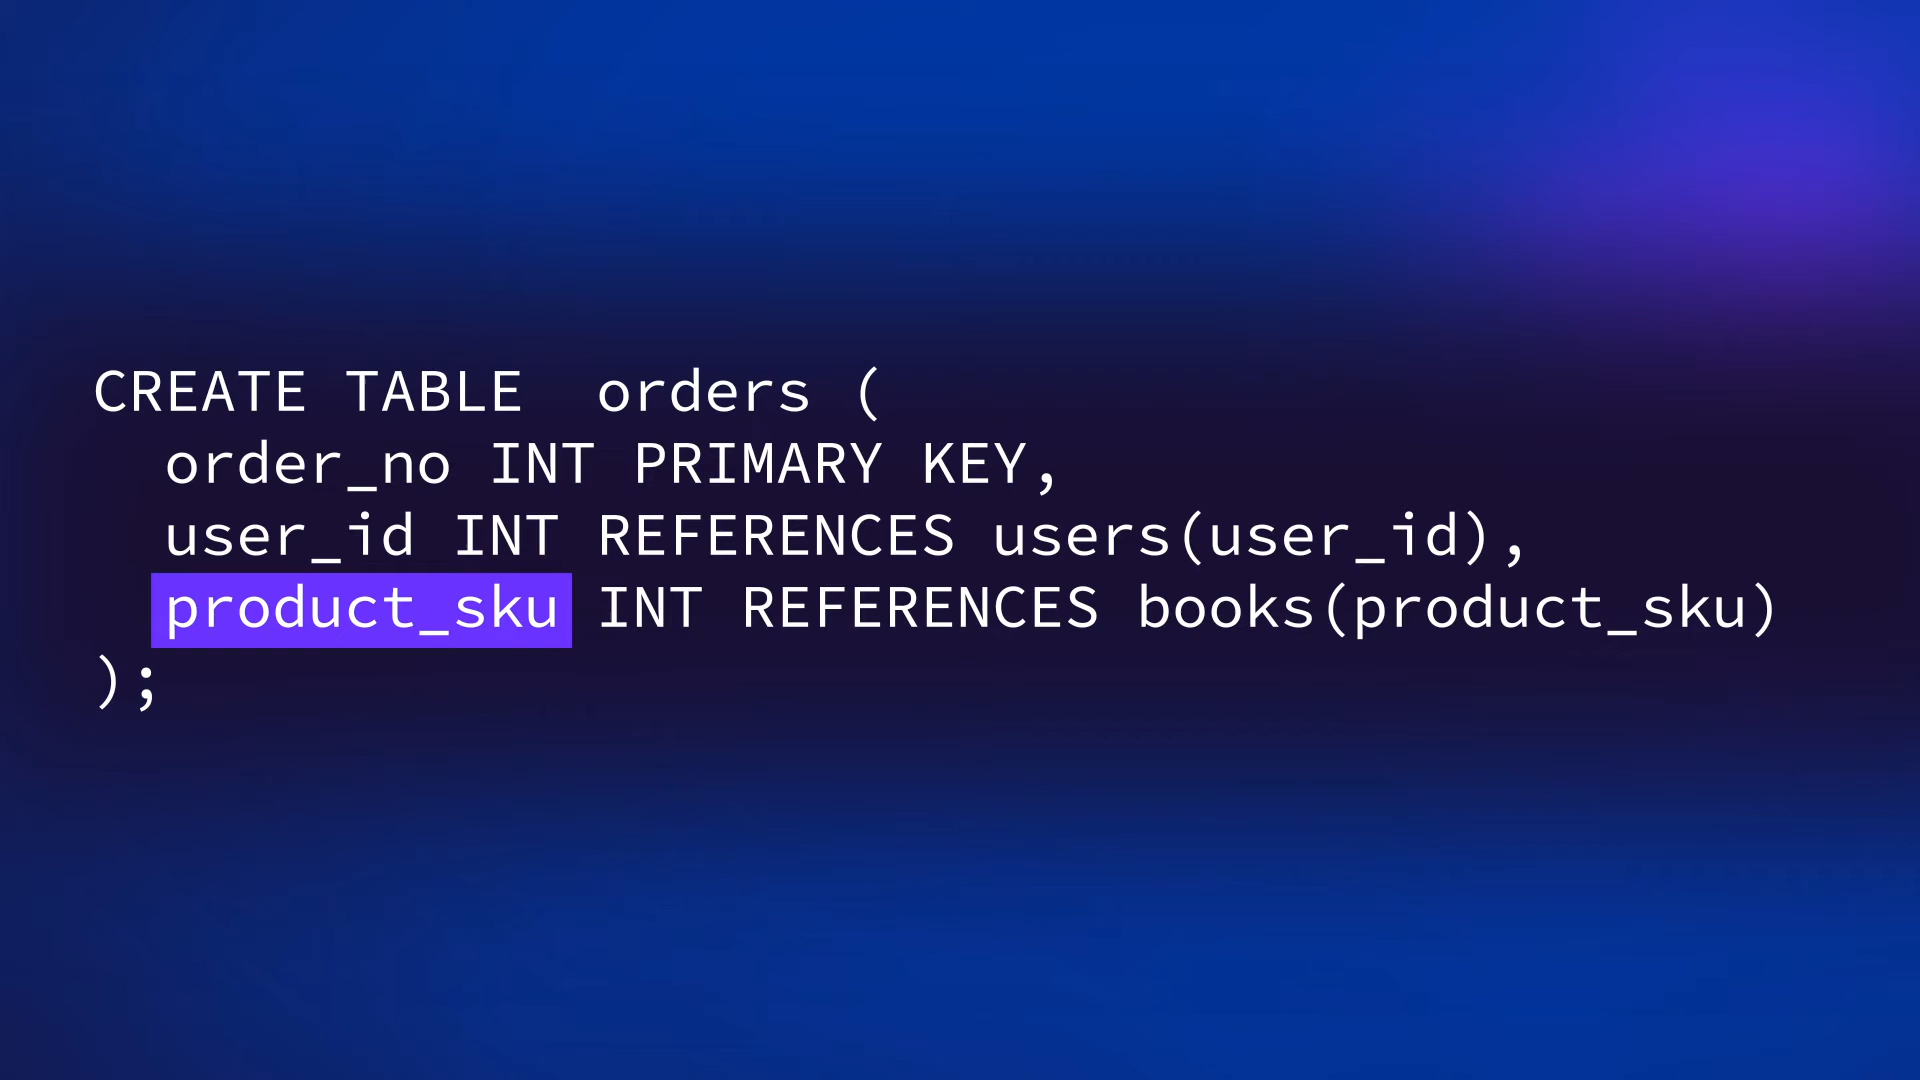 CREATE TABLE  orders (
  order_no INT PRIMARY KEY,
  user_id INT REFERENCES users(user_id),
  product_sku INT REFERENCES books(product_sku)
);